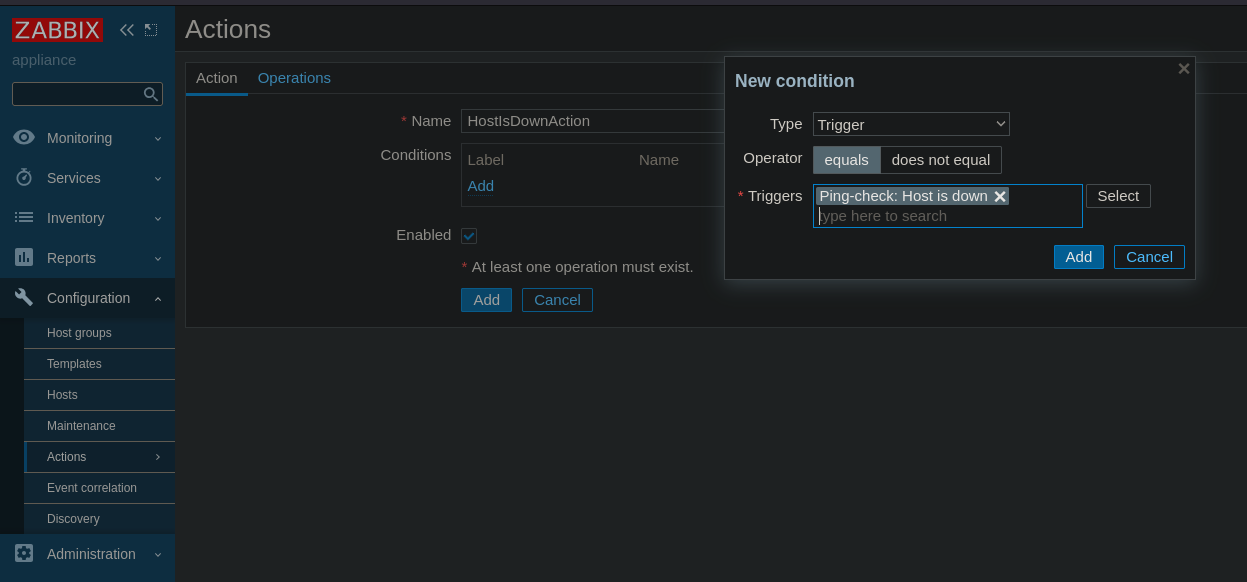 ZABBIX
appliance
Monitoring
Services
Inventory
Reports
Configuration
Host groups
Templates
Hosts
Maintenance
Actions
Event correlation
Discovery
Administration
Actions
Action Operations
* Name HostIsDownAction
Conditions Label Name
Add
Enabled
* At least one operation must exist.
Add Cancel
New condition
Type Trigger
Operator equals does not equal
* Triggers Ping-check: Host is down Select
type here to search
Add Cancel